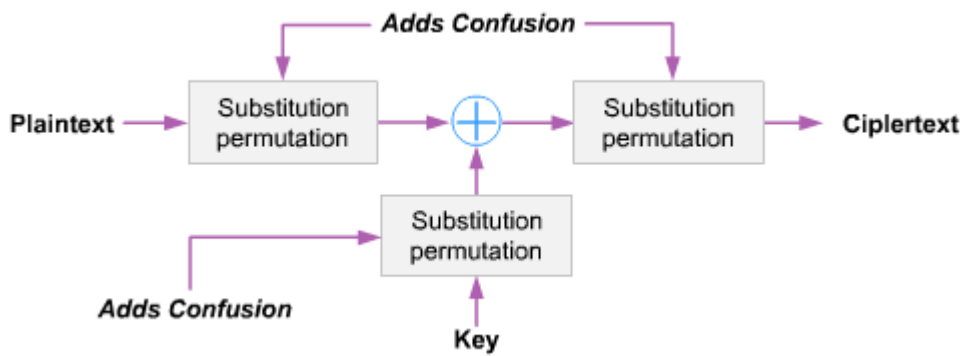 Adds Confusion
Substitution
permutation
Substitution
permutation
Plaintext
Ciplertext
Substitution
permutation
Adds Confusion
Key